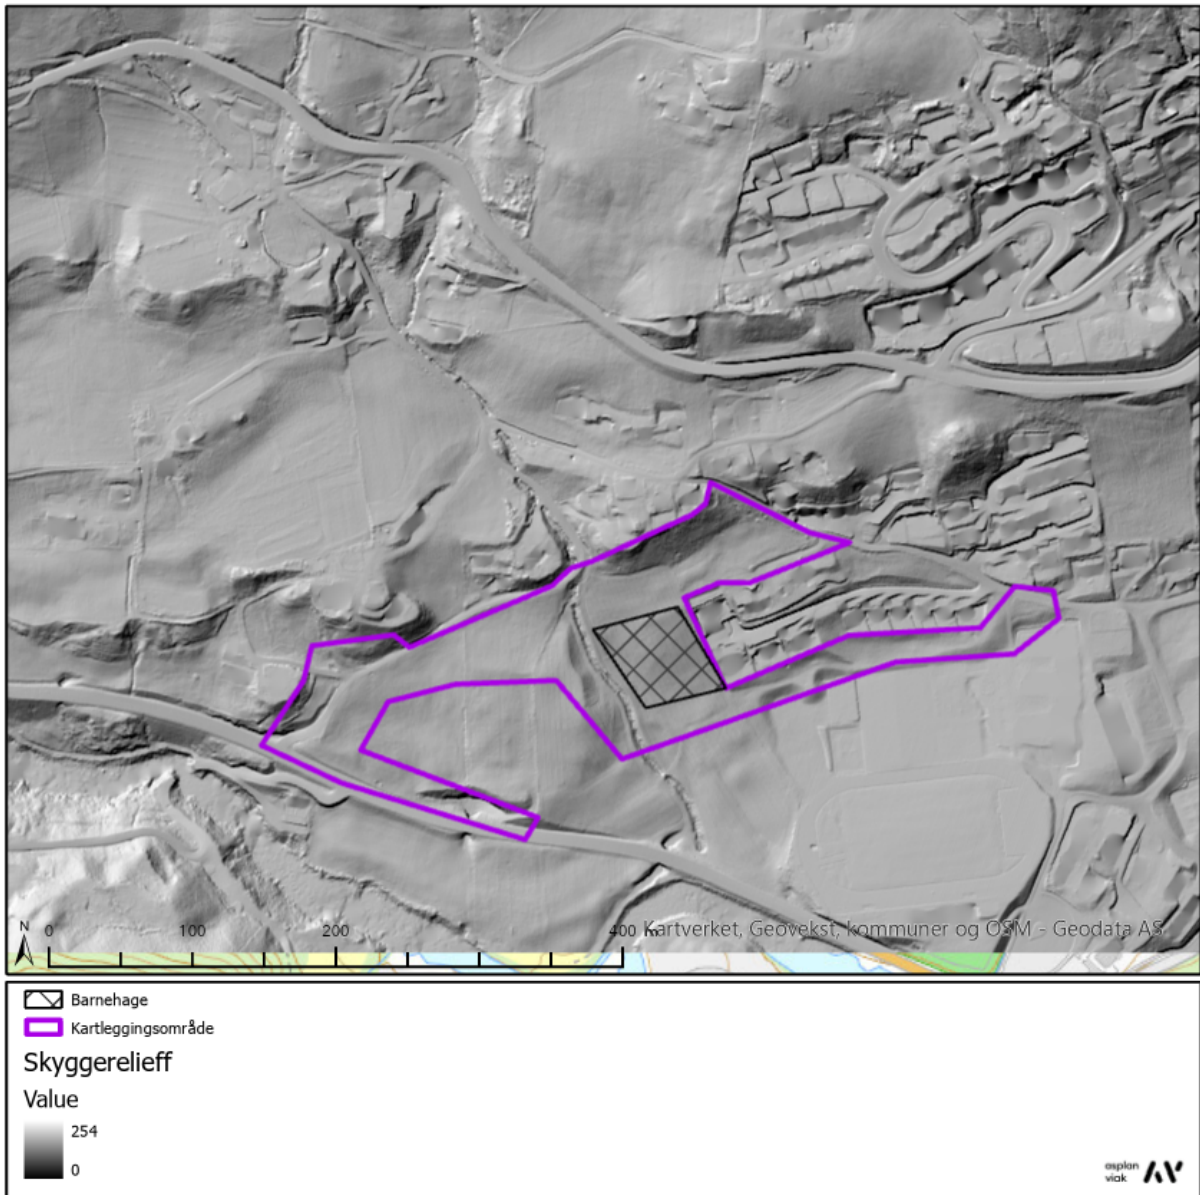 N 0 100 200 400 m
Kartverket, Geovekst, kommuner og OSM - Geodata AS
Barnehage
Kartleggingsområde
Skyggerelieff
Value
254
0
asplan
viak